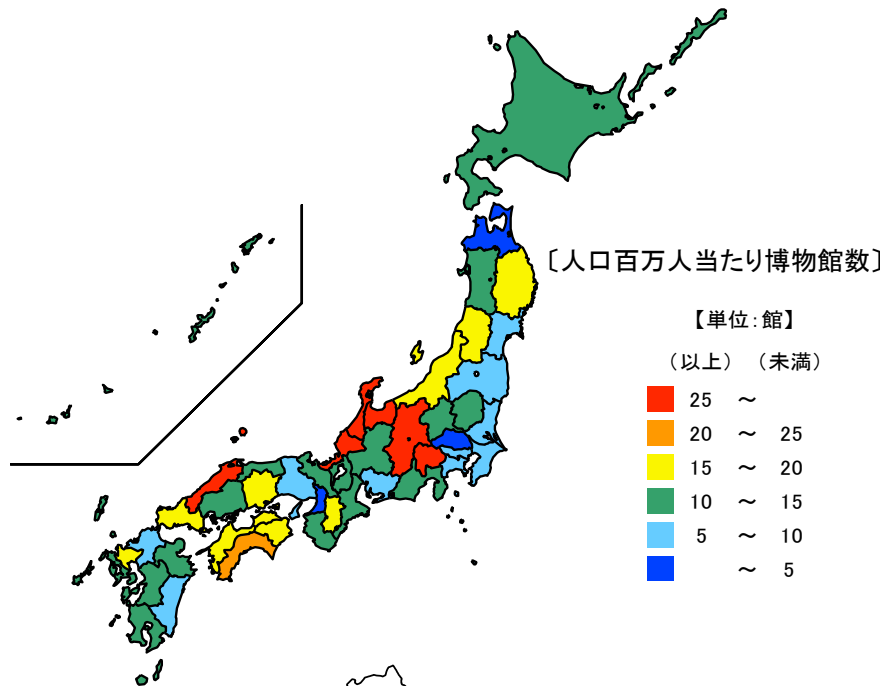 〔人口百万人当たり博物館数〕
【単位：館】
（以上） （未満）
25 ～
20 ～ 25
15 ～ 20
10 ～ 15
5 ～ 10
～ 5